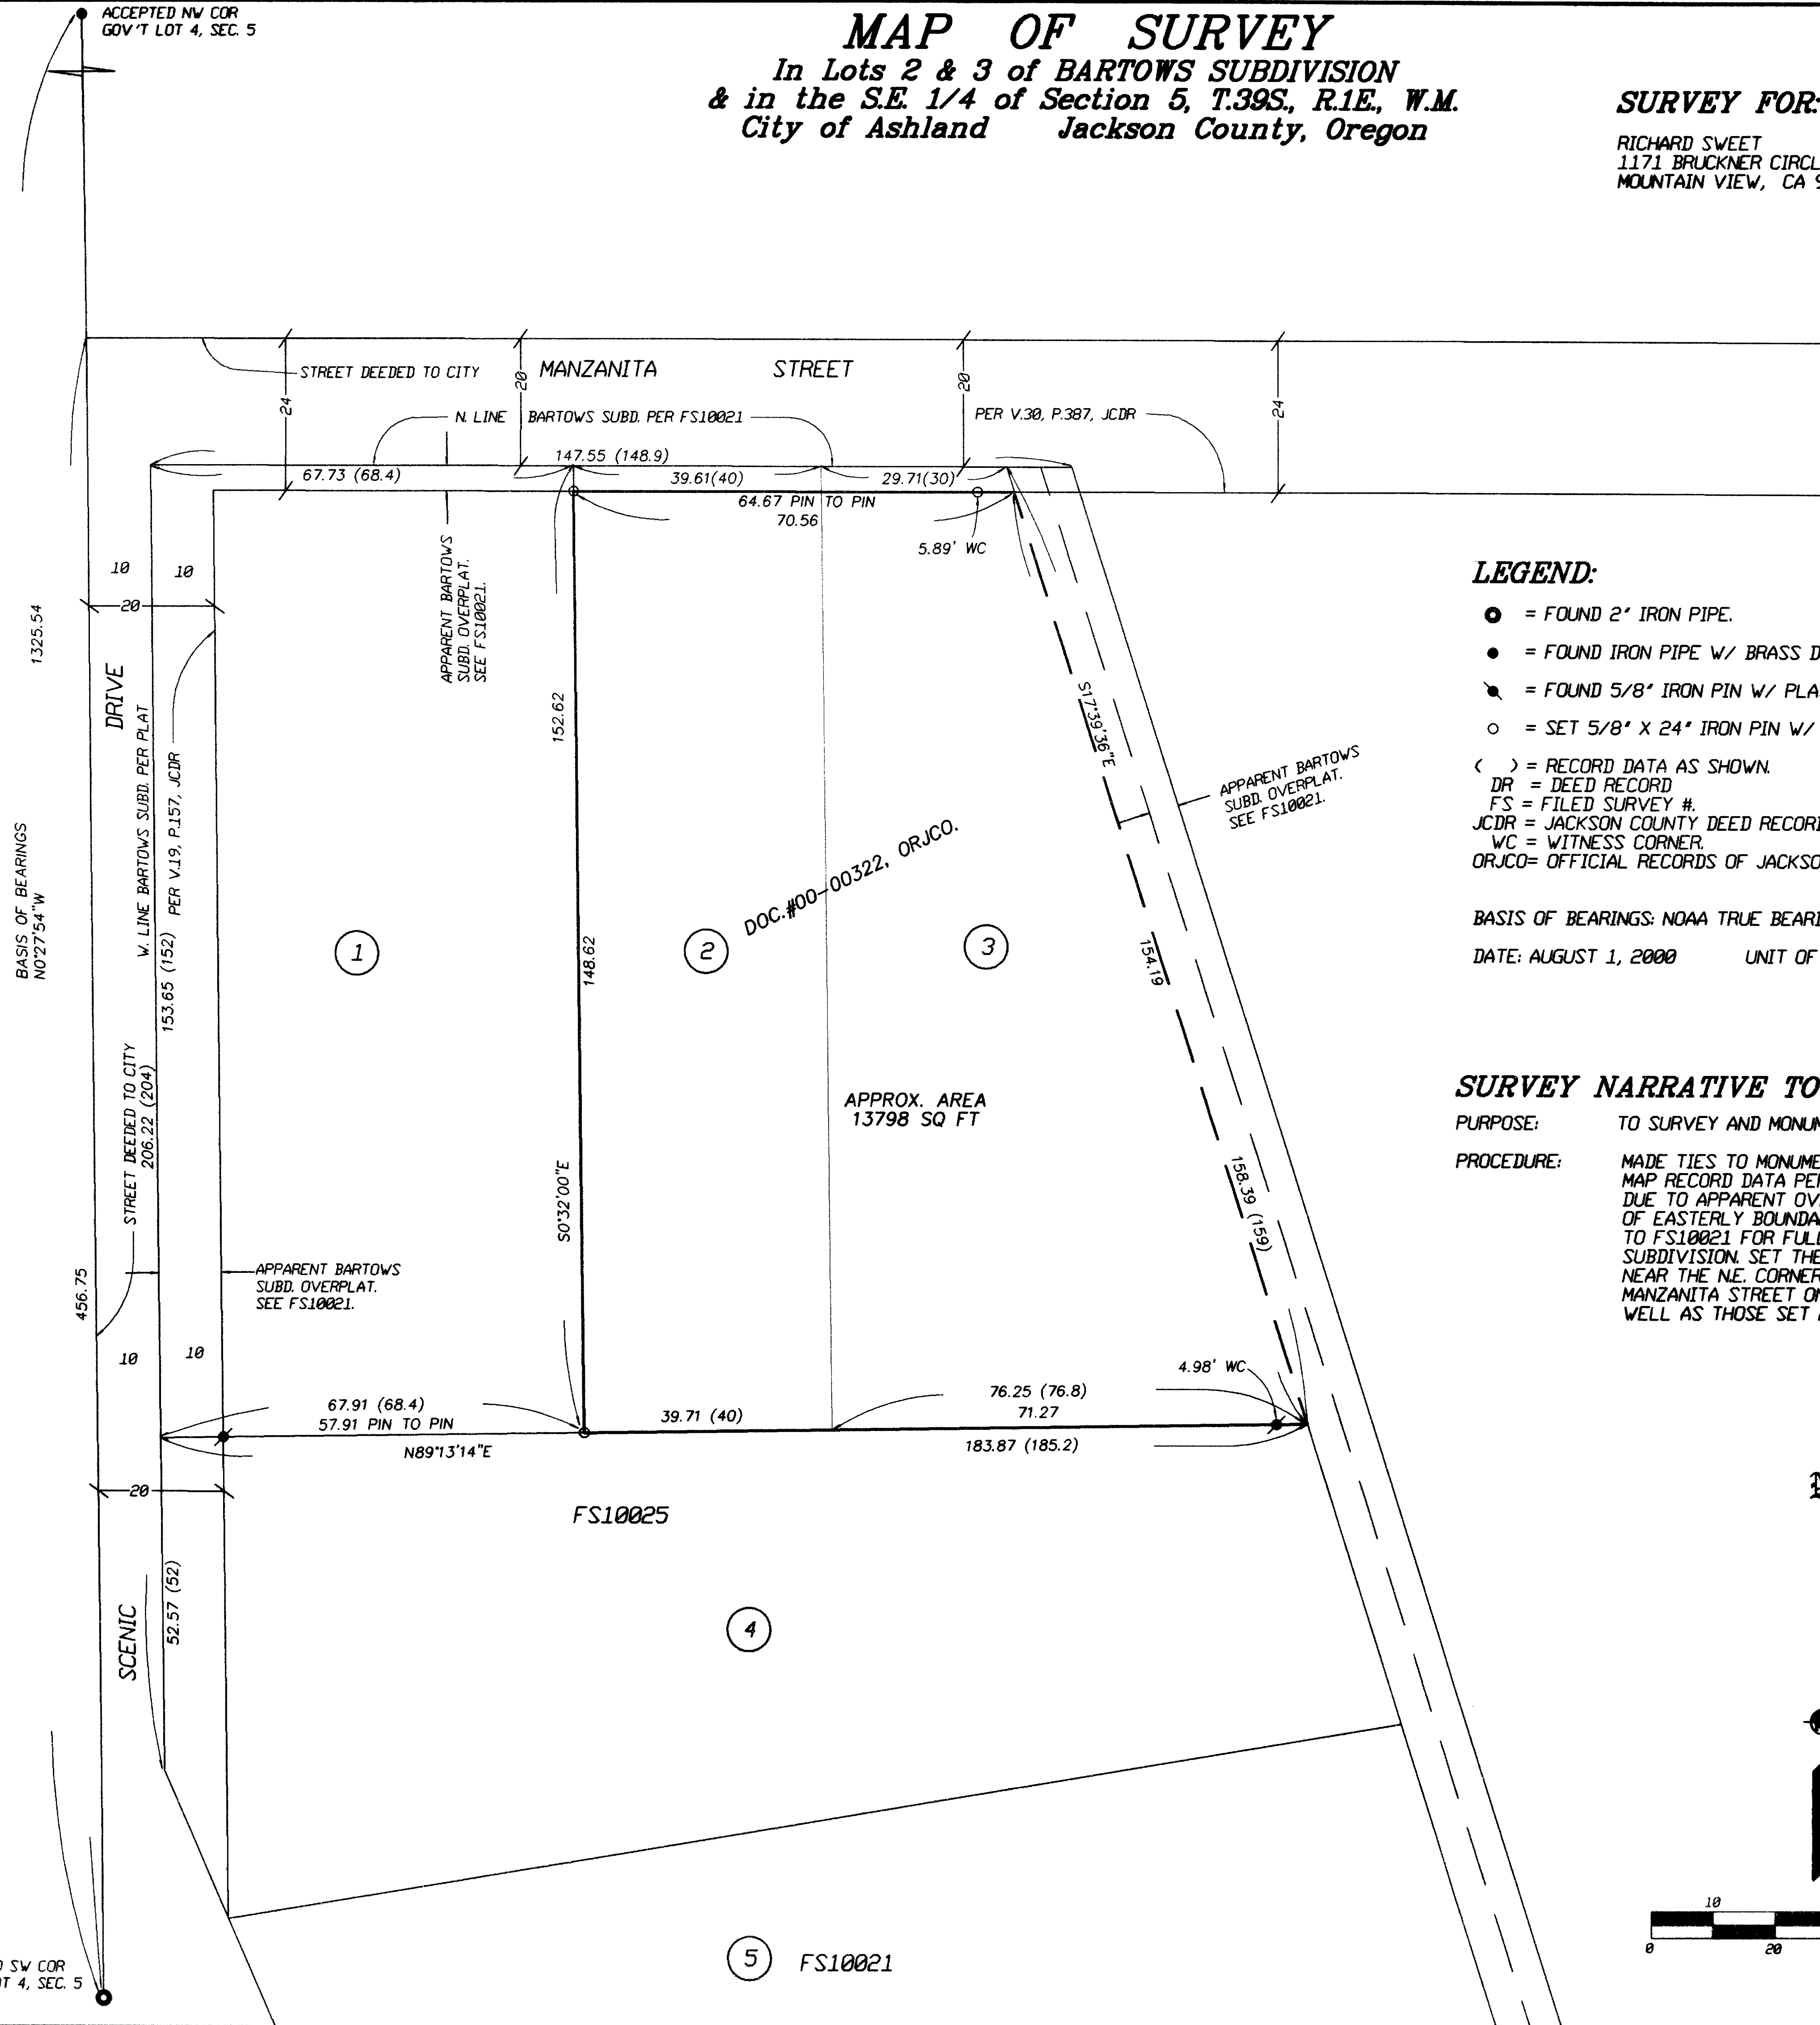 ACCEPTED NW COR
GOV'T LOT 4, SEC. 5
MAP OF SURVEY
In Lots 2 & 3 of BARTOWS SUBDIVISION
& in the S.E. 1/4 of Section 5, T.39S., R.1E., W.M.
City of Ashland Jackson County, Oregon
SURVEY FOR:
RICHARD SWEET
1171 BRUCKNER CIRCL
MOUNTAIN VIEW, CA 9
STREET DEEDED TO CITY
MANZANITA STREET
24
20
20
24
N. LINE BARTOWS SUBD. PER FS10021
PER V.30, P.387, JCDR
147.55 (148.9)
67.73 (68.4)
39.61(40)
29.71(30)
64.67 PIN TO PIN
70.56
5.89' WC
APPARENT BARTOWS
SUBD. OVERPLAT.
SEE FS10021.
10
10
20
1325.54
DRIVE
W. LINE BARTOWS SUBD. PER PLAT
153.65 (152) PER V.19, P.157, JCDR
152.62
148.62
S0°32'00"E
BASIS OF BEARINGS
N0°27'54"W
S17°39'36"E
154.19
158.39 (159)
APPARENT BARTOWS
SUBD. OVERPLAT.
SEE FS10021.
DOC.#00-00322, ORJCO.
1
2
3
APPROX. AREA
13798 SQ FT
STREET DEEDED TO CITY
206.22 (204)
456.75
APPARENT BARTOWS
SUBD. OVERPLAT.
SEE FS10021.
10
10
67.91 (68.4)
57.91 PIN TO PIN
N89°13'14"E
39.71 (40)
4.98' WC
76.25 (76.8)
71.27
183.87 (185.2)
20
FS10025
52.57 (52)
SCENIC
4
5
FS10021
SW COR
T 4, SEC. 5
LEGEND:
= FOUND 2" IRON PIPE.
= FOUND IRON PIPE W/ BRASS D
= FOUND 5/8" IRON PIN W/ PLA
= SET 5/8" X 24" IRON PIN W/
( ) = RECORD DATA AS SHOWN.
DR = DEED RECORD
FS = FILED SURVEY #.
JCDR = JACKSON COUNTY DEED RECOR
WC = WITNESS CORNER.
ORJCO= OFFICIAL RECORDS OF JACKSO
BASIS OF BEARINGS: NOAA TRUE BEARI
DATE: AUGUST 1, 2000 UNIT OF
SURVEY NARRATIVE TO
PURPOSE: TO SURVEY AND MONUM
PROCEDURE: MADE TIES TO MONUME
MAP RECORD DATA PER
DUE TO APPARENT OV
OF EASTERLY BOUNDA
TO FS10021 FOR FULL
SUBDIVISION. SET THE
NEAR THE N.E. CORNER
MANZANITA STREET ON
WELL AS THOSE SET
10
0 20